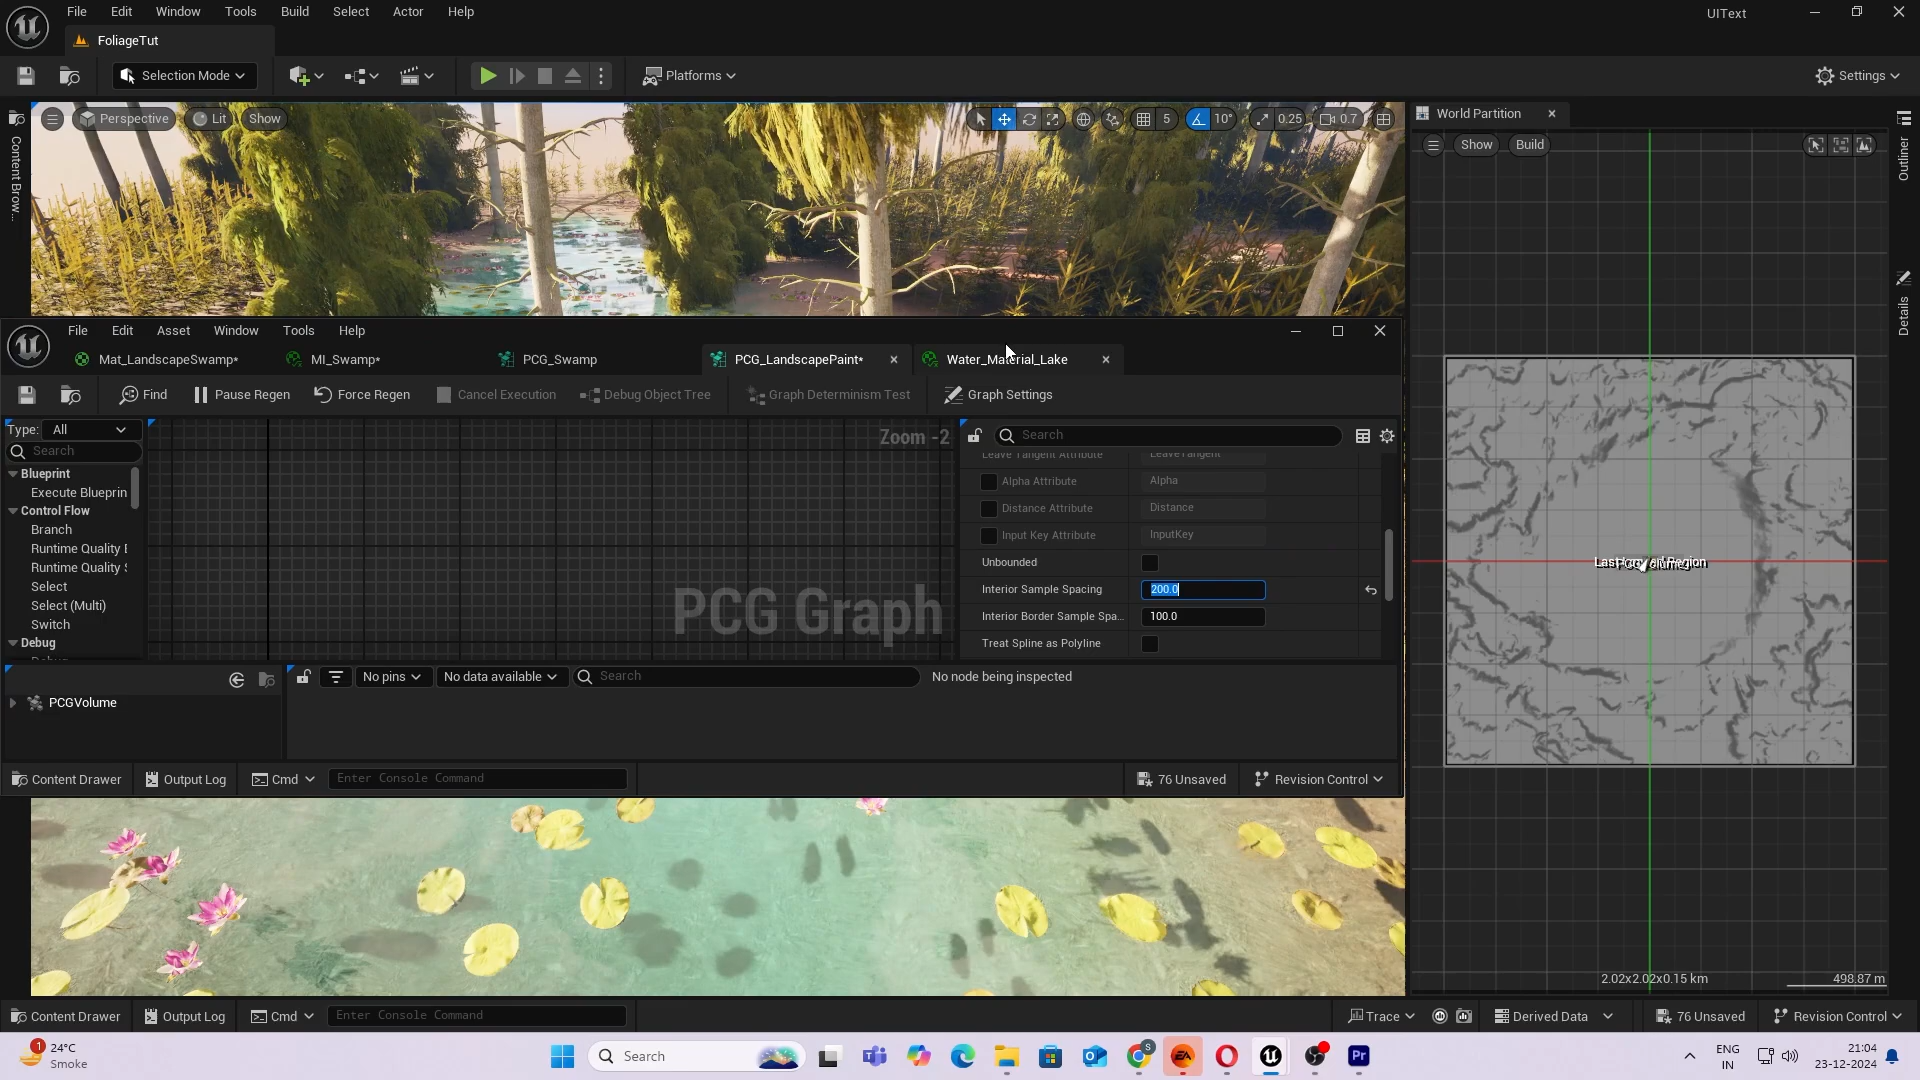 File Edit Window Tools Build Select Actor Help
UIText
FoliageTut
Selection Mode
Platforms
Settings
Perspective
Lit
Show
5
10°
0.25
0.7
World Partition
Show
Build
Content Brow...
Outliner
Details
File Edit Asset Window Tools Help
Mat_LandscapeSwamp*
MI_Swamp*
PCG_Swamp
PCG_LandscapePaint*
Water_Material_Lake
Find
Pause Regen
Force Regen
Cancel Execution
Debug Object Tree
Graph Determinism Test
Graph Settings
Type: All
Search
Blueprint
Execute Blueprin
Control Flow
Branch
Runtime Quality
Runtime Quality
Select
Select (Multi)
Switch
Debug
Zoom -2
PCG Graph
Search
Leave Tangent Attribute LeaveTangent
Alpha Attribute Alpha
Distance Attribute Distance
Input Key Attribute InputKey
Unbounded
Interior Sample Spacing 200.0
Interior Border Sample Spa... 100.0
Treat Spline as Polyline
PCGVolume
No pins
No data available
Search
No node being inspected
Content Drawer
Output Log
Cmd
Enter Console Command
76 Unsaved
Revision Control
2.02x2.02x0.15 km
498.87 m
Content Drawer
Output Log
Cmd
Enter Console Command
Trace
Derived Data
76 Unsaved
Revision Control
1
24°C
Smoke
Search
S
EA
Pr
ENG
IN
21:04
23-12-2024